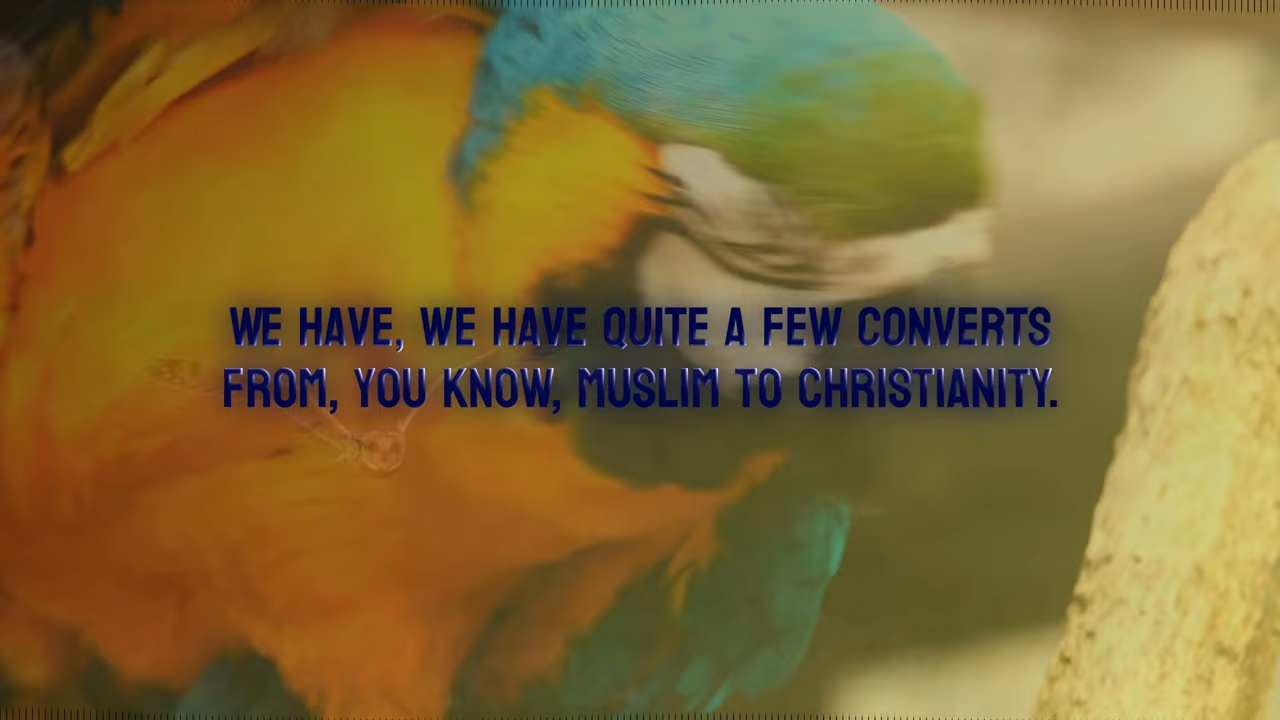 WE HAVE, WE HAVE QUITE A FEW CONVERTS
FROM, YOU KNOW, MUSLIM TO CHRISTIANITY.